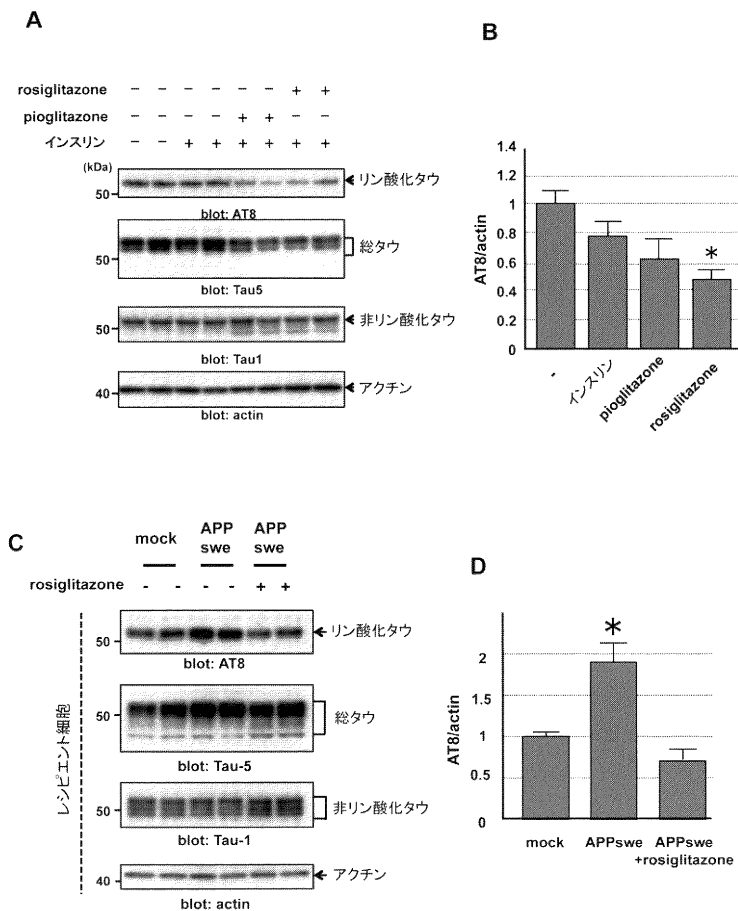 A
rosiglitazone − − − − − − + +
pioglitazone − − − − + + − −
インスリン − − + + + + + +
(kDa)
50
リン酸化タウ
blot: AT8
50
総タウ
blot: Tau5
50
非リン酸化タウ
blot: Tau1
40
アクチン
blot: actin
B
1.4
1.2
1
0.8
0.6
0.4
0.2
0
AT8/actin
*
-
インスリン
pioglitazone
rosiglitazone
C
mock
APP
swe
APP
swe
rosiglitazone - - - - + +
レシピエント細胞
50
リン酸化タウ
blot: AT8
50
総タウ
blot: Tau-5
50
非リン酸化タウ
blot: Tau-1
40
アクチン
blot: actin
D
2
1.5
1
0.5
0
AT8/actin
*
mock
APPswe
APPswe
+rosiglitazone